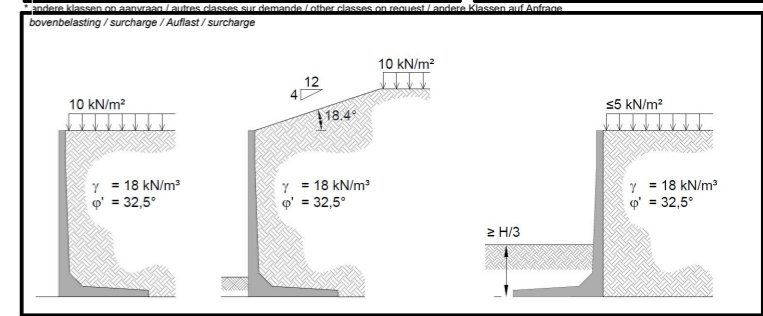 * andere klassen op aanvraag / autres classes sur demande / other classes on request / andere Klassen auf Anfrage
bovenbelasting / surcharge / Auflast / surcharge
10 kN/m²
γ = 18 kN/m³
φ' = 32,5°
12
4
18.4°
10 kN/m²
γ = 18 kN/m³
φ' = 32,5°
≤5 kN/m²
γ = 18 kN/m³
φ' = 32,5°
≥ H/3